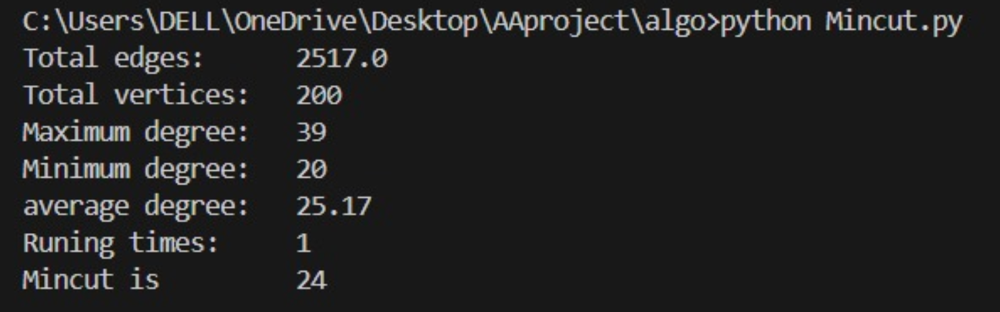 C:\Users\DELL\OneDrive\Desktop\AAproject\algo>python Mincut.py
Total edges: 2517.0
Total vertices: 200
Maximum degree: 39
Minimum degree: 20
average degree: 25.17
Runing times: 1
Mincut is 24